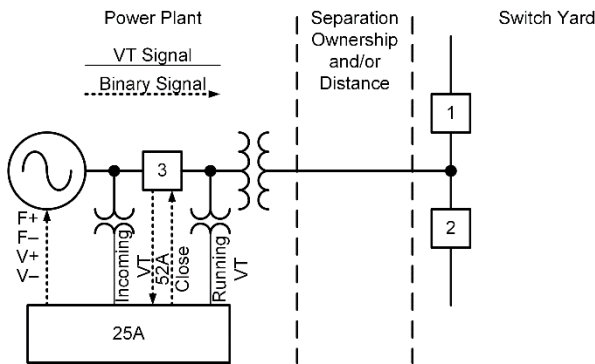 Power Plant
Separation
Ownership
and/or
Distance
Switch Yard
VT Signal
Binary Signal
1
3
2
F+
F–
V+
V–
Incoming
VT
52A
Close
Running
VT
25A